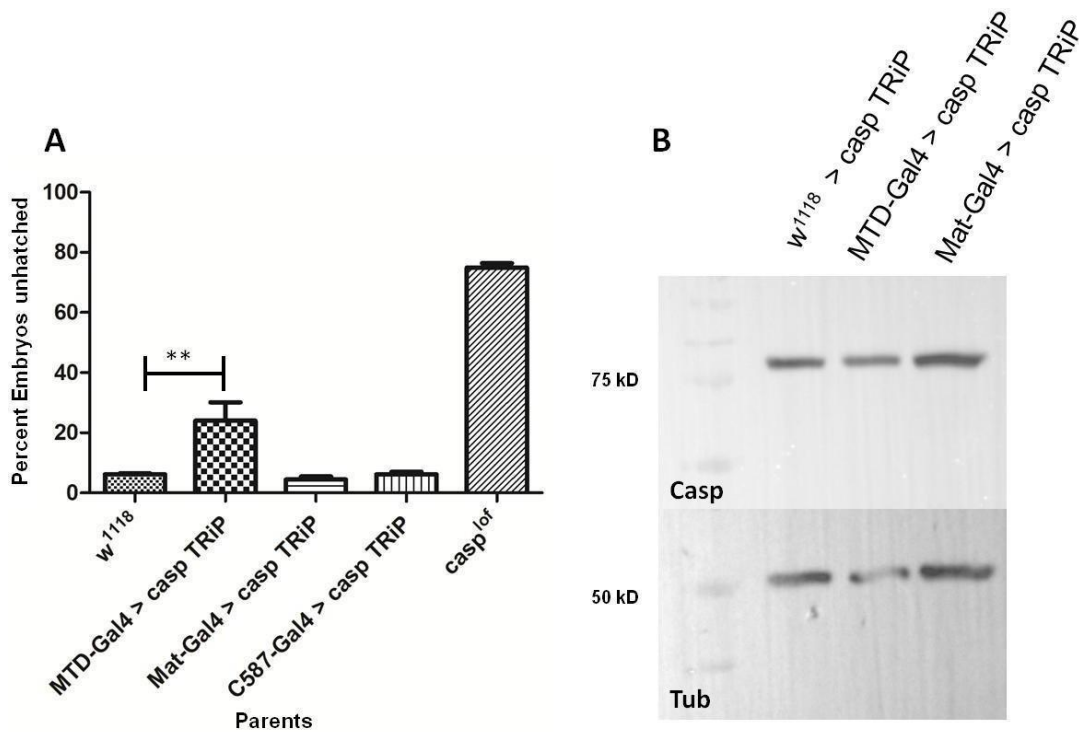 A
Percent Embryos unhatched
100
80
60
40
20
0
**
w1118
MTD-Gal4 > casp TRiP
Mat-Gal4 > casp TRiP
C587-Gal4 > casp TRiP
casplof
Parents
B
w1118 > casp TRiP
MTD-Gal4 > casp TRiP
Mat-Gal4 > casp TRiP
75 kD
Casp
50 kD
Tub